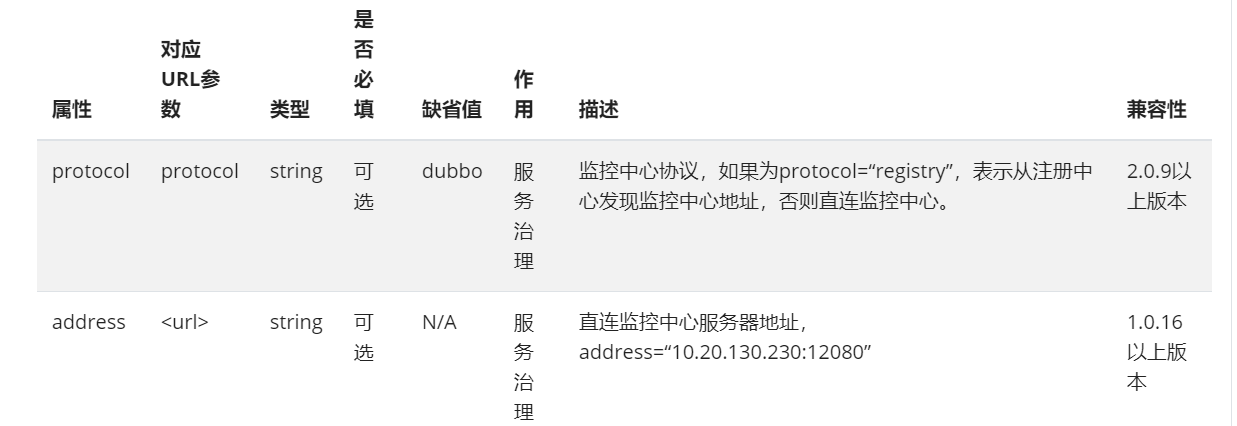 属性
对应
URL参
数
类型
是
否
必
填
缺省值
作
用
描述
兼容性
protocol
protocol
string
可
选
dubbo
服
务
治
理
监控中心协议，如果为protocol=“registry”，表示从注册中
心发现监控中心地址，否则直连监控中心。
2.0.9以
上版本
address
<url>
string
可
选
N/A
服
务
治
理
直连监控中心服务器地址，
address=“10.20.130.230:12080”
1.0.16
以上版
本